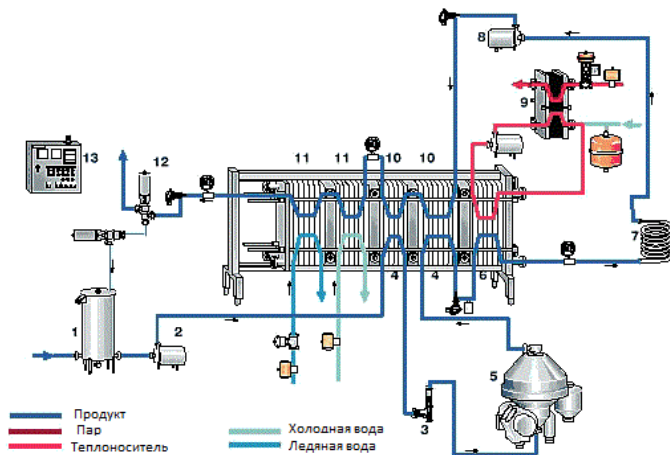 8
9
13
12
11 11 10 10
7
1
2
4 4 6
5
3
Продукт
Пар
Теплоноситель
Холодная вода
Ледяная вода